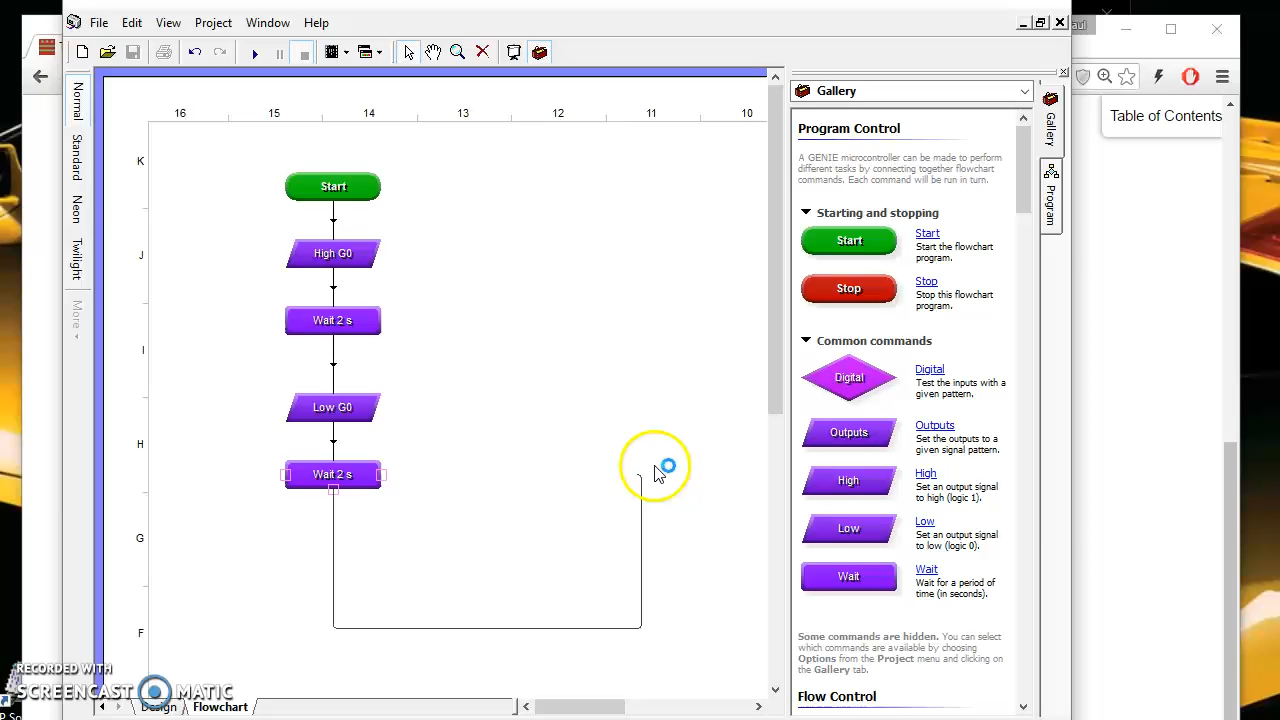 File Edit View Project Window Help
aul
Normal
Standard
Neon
Twilight
More
16 15 14 13 12 11 10
K
J
I
H
G
F
Start
High G0
Wait 2 s
Low G0
Wait 2 s
Gallery
Program Control
A GENIE microcontroller can be made to perform
different tasks by connecting together flowchart
commands. Each command will be run in turn.
Starting and stopping
Start
Start
Start the flowchart
program.
Stop
Stop
Stop this flowchart
program.
Common commands
Digital
Digital
Test the inputs with a
given pattern.
Outputs
Outputs
Set the outputs to a
given signal pattern.
High
High
Set an output signal
to high (logic 1).
Low
Low
Set an output signal
to low (logic 0).
Wait
Wait
Wait for a period of
time (in seconds).
Some commands are hidden. You can select
which commands are available by choosing
Options from the Project menu and clicking on
the Gallery tab.
Flow Control
Gallery
Program
Table of Contents
Design Flowchart
RECORDED WITH
SCREENCAST MATIC